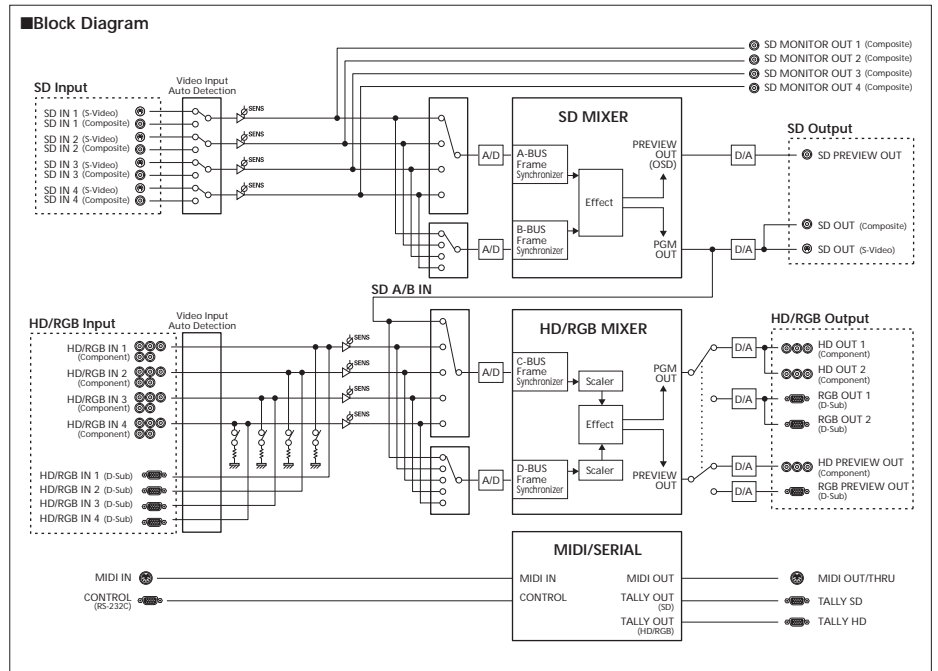 ■Block Diagram
SD MONITOR OUT 1 (Composite)
SD MONITOR OUT 2 (Composite)
SD MONITOR OUT 3 (Composite)
SD MONITOR OUT 4 (Composite)
SD Input
Video Input
Auto Detection
SD IN 1 (S-Video)
SD IN 1 (Composite)
SD IN 2 (S-Video)
SD IN 2 (Composite)
SD IN 3 (S-Video)
SD IN 3 (Composite)
SD IN 4 (S-Video)
SD IN 4 (Composite)
SENS
SENS
SENS
SENS
A/D
A/D
SD MIXER
A-BUS
Frame
Synchronizer
B-BUS
Frame
Synchronizer
Effect
PREVIEW
OUT
(OSD)
PGM
OUT
D/A
D/A
SD Output
SD PREVIEW OUT
SD OUT (Composite)
SD OUT (S-Video)
SD A/B IN
HD/RGB Input
Video Input
Auto Detection
HD/RGB IN 1
(Component)
HD/RGB IN 2
(Component)
HD/RGB IN 3
(Component)
HD/RGB IN 4
(Component)
HD/RGB IN 1 (D-Sub)
HD/RGB IN 2 (D-Sub)
HD/RGB IN 3 (D-Sub)
HD/RGB IN 4 (D-Sub)
SENS
SENS
SENS
SENS
A/D
A/D
HD/RGB MIXER
C-BUS
Frame
Synchronizer
Scaler
Effect
D-BUS
Frame
Synchronizer
Scaler
PGM
OUT
PREVIEW
OUT
D/A
D/A
D/A
D/A
HD/RGB Output
HD OUT 1
(Component)
HD OUT 2
(Component)
RGB OUT 1
(D-Sub)
RGB OUT 2
(D-Sub)
HD PREVIEW OUT
(Component)
RGB PREVIEW OUT
(D-Sub)
MIDI/SERIAL
MIDI IN
CONTROL
(RS-232C)
MIDI IN
CONTROL
MIDI OUT
TALLY OUT
(SD)
TALLY OUT
(HD/RGB)
MIDI OUT/THRU
TALLY SD
TALLY HD